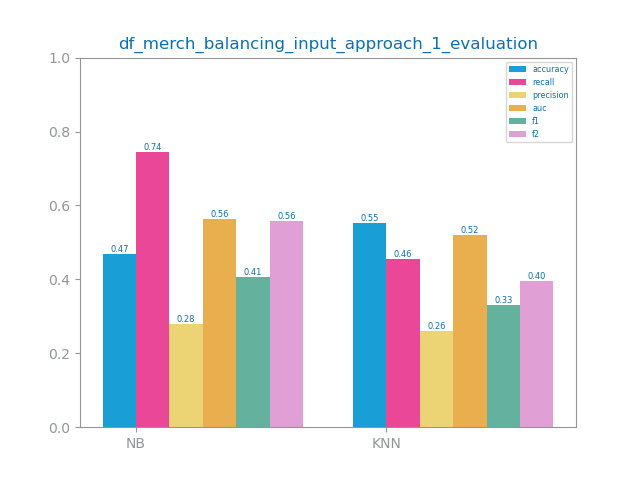 df_merch_balancing_input_approach_1_evaluation
1.0
0.8
0.6
0.4
0.2
0.0
accuracy
recall
precision
auc
f1
f2
0.47
0.74
0.28
0.56
0.41
0.56
0.55
0.46
0.26
0.52
0.33
0.40
NB
KNN